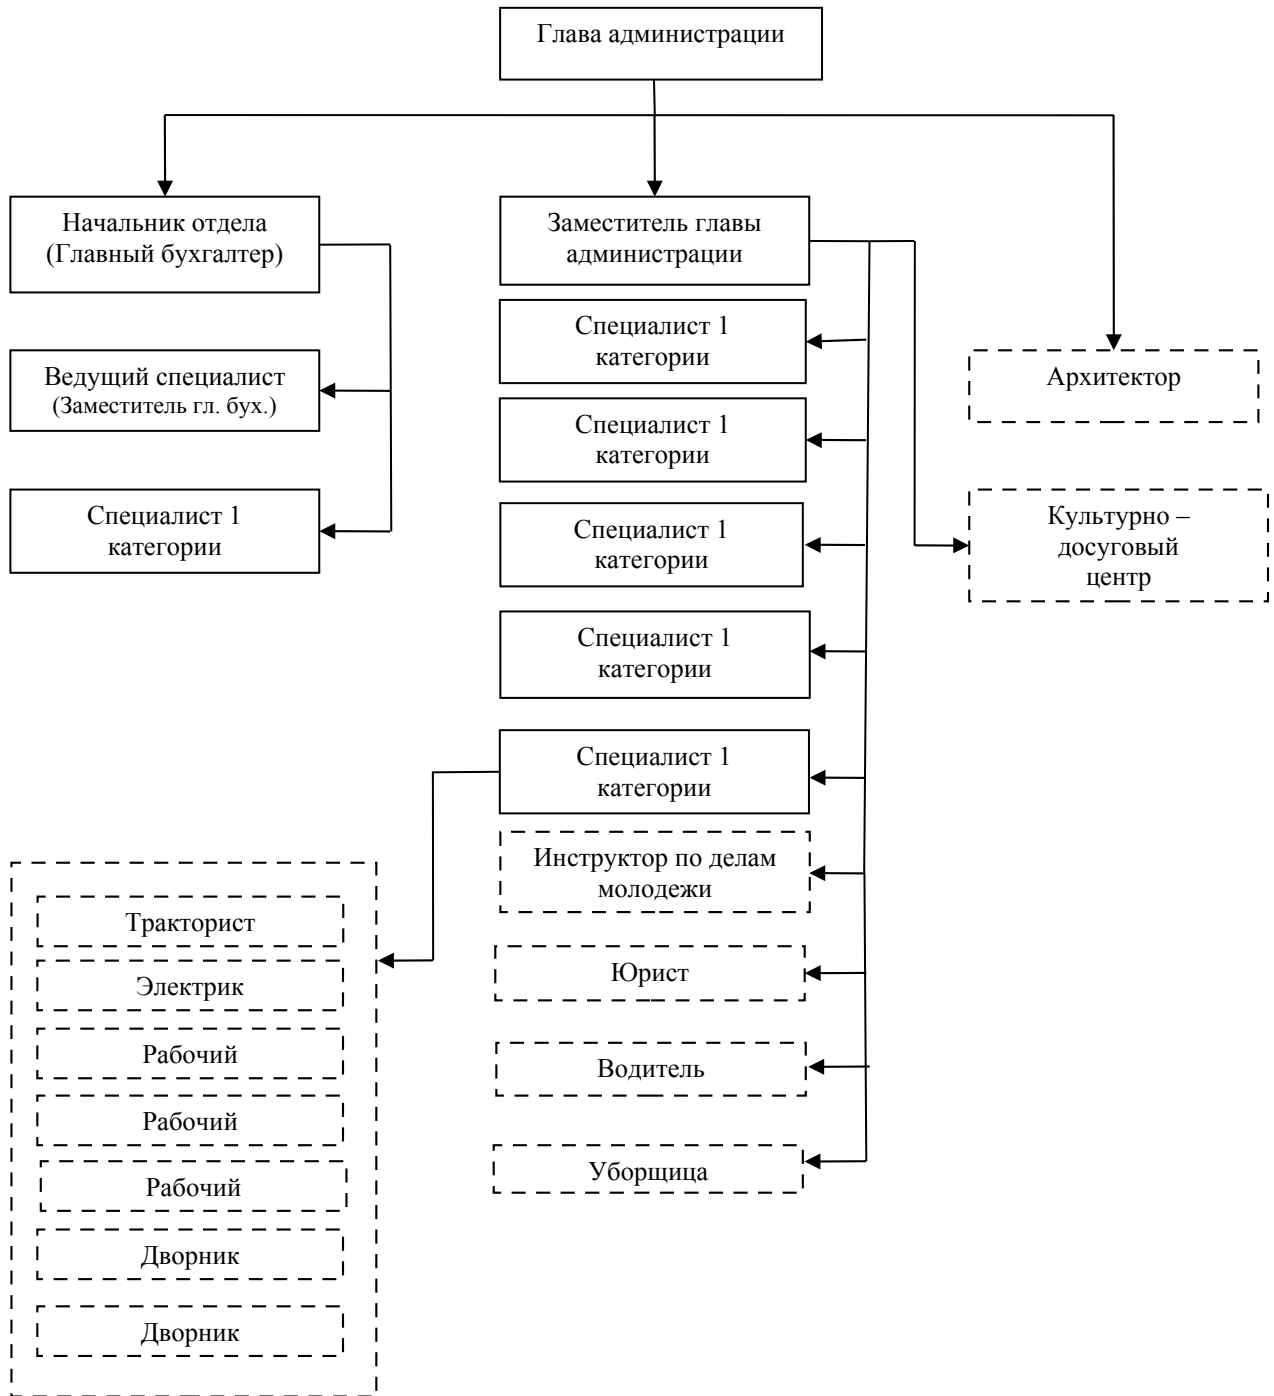 Глава администрации
Начальник отдела
(Главный бухгалтер)
Заместитель главы
администрации
Специалист 1
категории
Ведущий специалист
(Заместитель гл. бух.)
Архитектор
Специалист 1
категории
Специалист 1
категории
Специалист 1
категории
Культурно –
досуговый
центр
Специалист 1
категории
Специалист 1
категории
Инструктор по делам
молодежи
Тракторист
Электрик
Рабочий
Рабочий
Рабочий
Дворник
Дворник
Юрист
Водитель
Уборщица